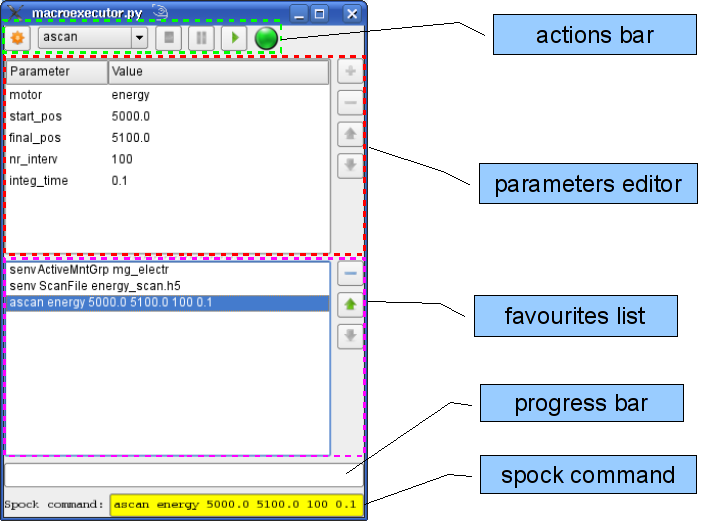 macroexecutor.py
ascan
actions bar
Parameter Value
motor energy
start_pos 5000.0
final_pos 5100.0
nr_interv 100
integ_time 0.1
parameters editor
senv ActiveMntGrp mg_electr
senv ScanFile energy_scan.h5
ascan energy 5000.0 5100.0 100 0.1
favourites list
progress bar
Spock command: ascan energy 5000.0 5100.0 100 0.1
spock command